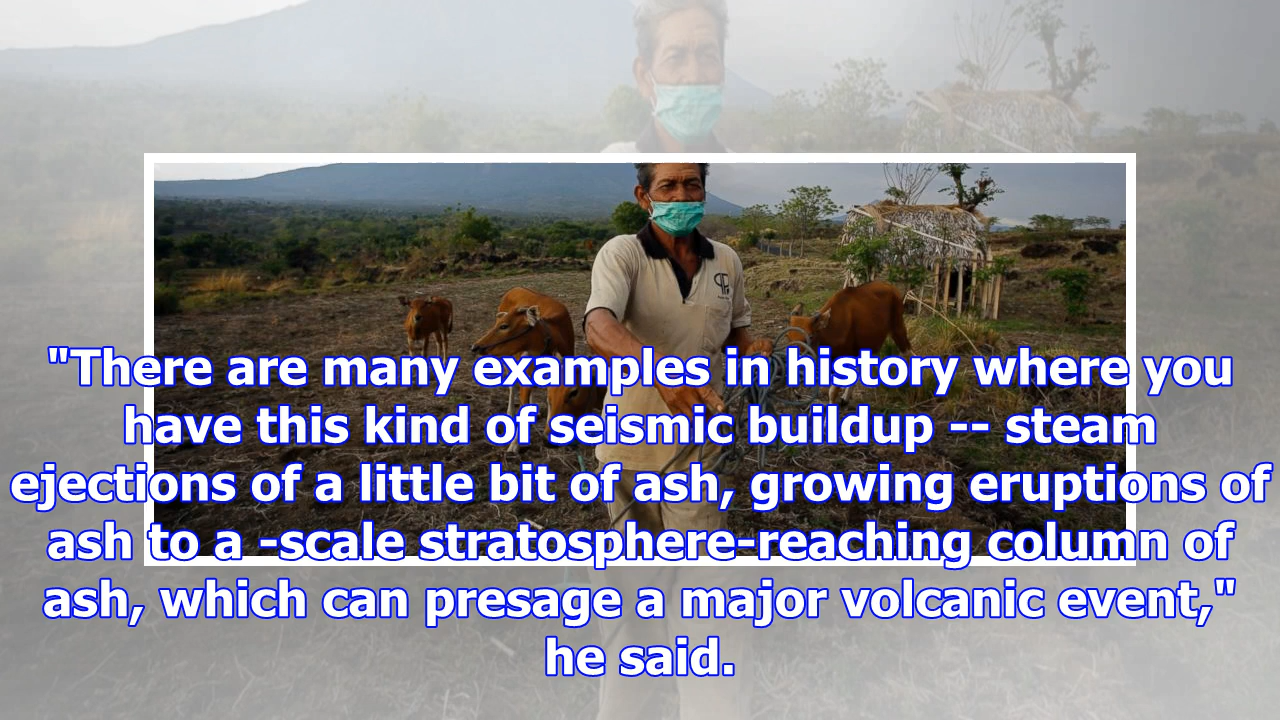 "There are many examples in history where you
have this kind of seismic buildup -- steam
ejections of a little bit of ash, growing eruptions of
ash to a -scale stratosphere-reaching column of
ash, which can presage a major volcanic event,"
he said.